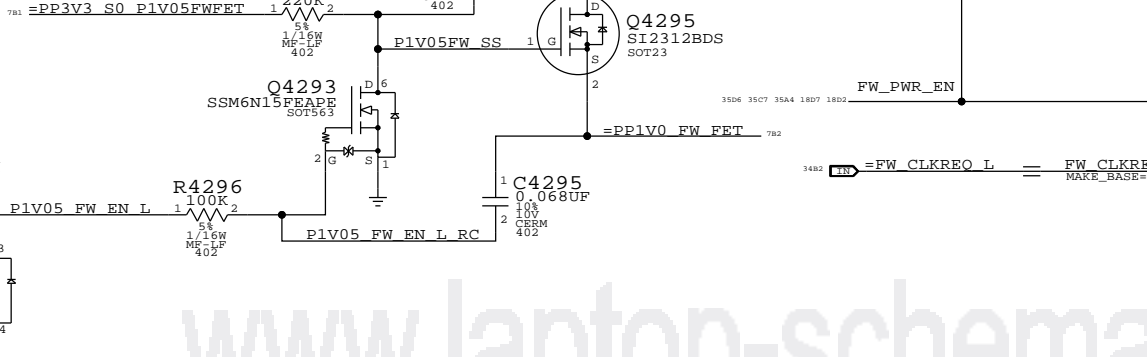 7B1 =PP3V3_S0_P1V05FWFET
1 220K 2
5%
1/16W
MF-LF
402
402
P1V05FW_SS
1 G
D
S
2
Q4295
SI2312BDS
SOT23
Q4293
SSM6N15FEAPE
SOT563
D 6
2 G
S 1
=PP1V0_FW_FET 7B2
35D6 35C7 35A4 18D7 18D2 FW_PWR_EN
34B2 IN =FW_CLKREQ_L
FW_CLKRE
MAKE_BASE=
R4296
P1V05_FW_EN_L 1 100K 2
5%
1/16W
MF-LF
402
1
C4295
0.068UF
10%
10V
CERM
402
2
P1V05_FW_EN_L_RC
3
4
www.laptop-schema